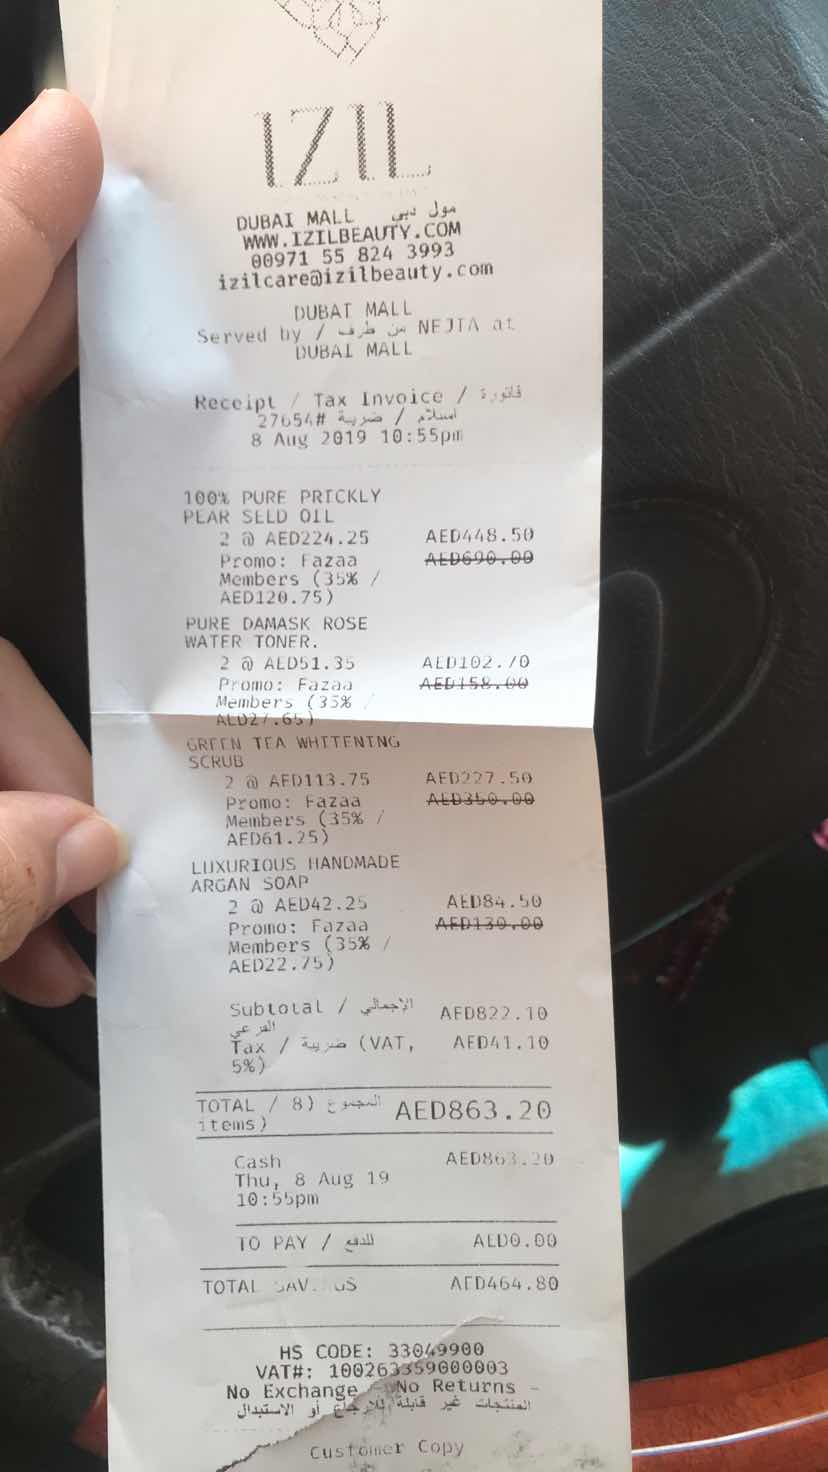 IZIL
DUBAI MALL مول دبي
WWW.IZILBEAUTY.COM
00971 55 824 3993
izilcare@izilbeauty.com
DUBAI MALL
Served by / من طرف NEJTA at
DUBAI MALL
Receipt / Tax Invoice / فاتورة
27654# استلام / ضريبة
8 Aug 2019 10:55pm
100% PURE PRICKLY
PEAR SEED OIL
2 @ AED224.25 AED448.50
Promo: Fazaa AED690.00
Members (35% /
AED120.75)
PURE DAMASK ROSE
WATER TONER.
2 @ AED51.35 AED102.70
Promo: Fazaa AED158.00
Members (35% /
AED27.65)
GREEN TEA WHITENING
SCRUB
2 @ AED113.75 AED227.50
Promo: Fazaa AED350.00
Members (35% /
AED61.25)
LUXURIOUS HANDMADE
ARGAN SOAP
2 @ AED42.25 AED84.50
Promo: Fazaa AED130.00
Members (35% /
AED22.75)
Subtotal / الإجمالي AED822.10
الفرعي
Tax / ضريبة (VAT, AED41.10
5%)
TOTAL / المجموع (8 AED863.20
items)
Cash AED863.20
Thu, 8 Aug 19
10:55pm
TO PAY / للدفع AED0.00
TOTAL SAVINGS AED464.80
HS CODE: 33049900
VAT#: 100263359000003
No Exchange - No Returns -
المنتجات غير قابلة للارجاع أو الاستبدال
Customer Copy